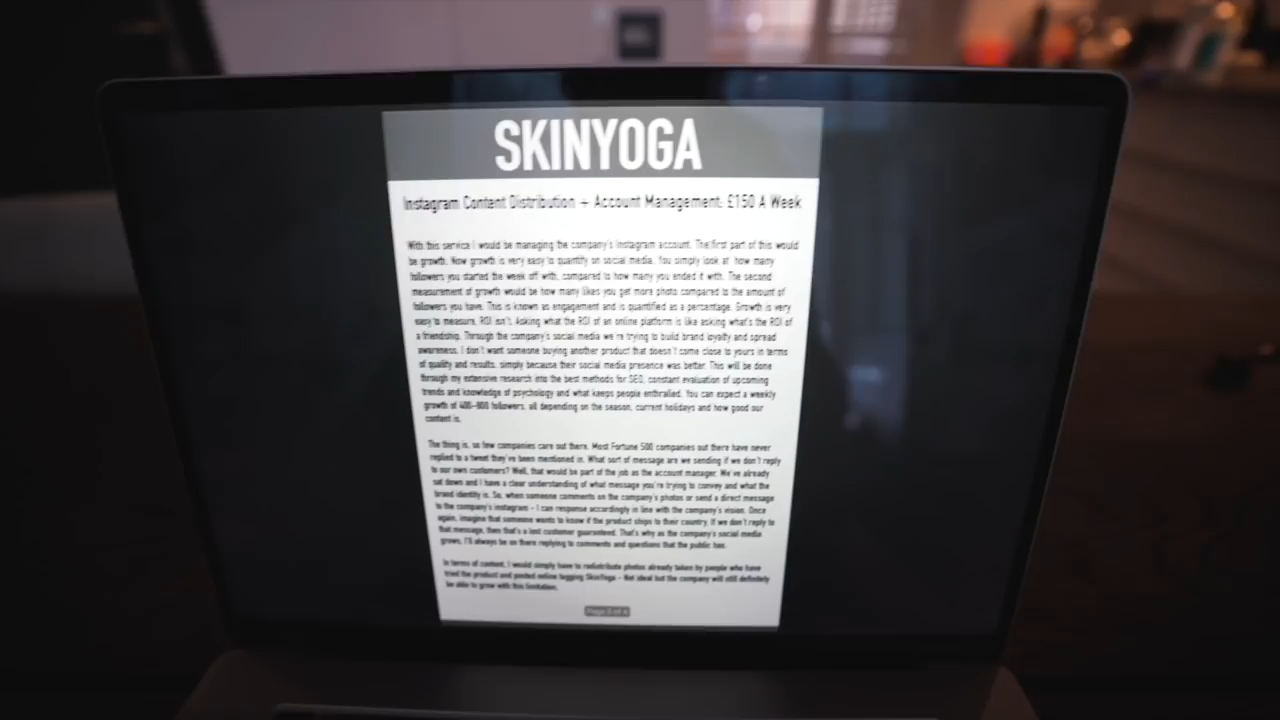 SKINYOGA
Instagram Content Distribution + Account Management: £150 A Week
With this service I would be managing the company's Instagram account. The first part of this would
be growth. Now growth is very easy to quantify on social media. You simply look at how many
followers you started the week off with, compared to how many you ended it with. The second
measurement of growth would be how many likes you get more photo compared to the amount of
followers you have. This is known as engagement and is quantified as a percentage. Growth is very
easy to measure, ROI isn't. Asking what the ROI of an online platform is like asking what's the ROI of
a friendship. Through the company's social media we're trying to build brand loyalty and spread
awareness. I don't want someone buying another product that doesn't come close to yours in terms
of quality and results, simply because their social media presence was better. This will be done
through my extensive research into the best methods for SEO, constant evaluation of upcoming
trends and knowledge of psychology and what keeps people enthralled. You can expect a weekly
growth of 400-800 followers, all depending on the season, current holidays and how good our
content is.
The thing is, so few companies care out there. Most Fortune 500 companies out there have never
replied to a tweet they've been mentioned in. What sort of message are we sending if we don't reply
to our own customers? Well, that would be part of the job as the account manager. We've already
sat down and I have a clear understanding of what message you're trying to convey and what the
brand identity is. So, when someone comments on the company's photos or send a direct message
to the company's instagram - I can response accordingly in line with the company's vision. Once
again, imagine that someone wants to know if the product ships to their country. If we don't reply to
that message, then that's a lost customer guaranteed. That's why as the company's social media
grows, I'll always be on there replying to comments and questions that the public has.
In terms of content, I would simply have to redistribute photos already taken by people who have
tried the product and posted online tagging SkinYoga - Not ideal but the company will still definitely
be able to grow with this limitation.
Page 3 of 4